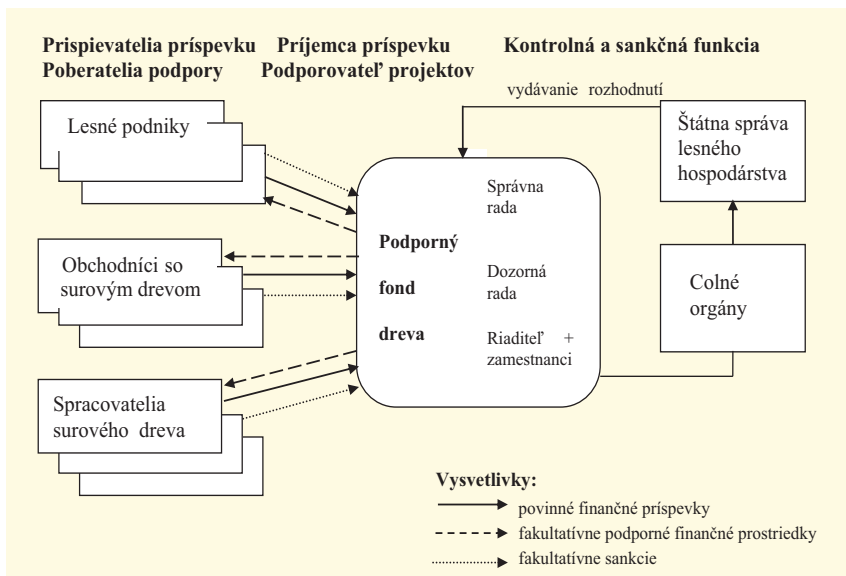 Prispievatelia príspevku
Poberatelia podpory
Príjemca príspevku
Podporovateľ projektov
Kontrolná a sankčná funkcia
vydávanie rozhodnutí
Lesné podniky
Obchodníci so
surovým drevom
Spracovatelia
surového dreva
Podporný
fond
dreva
Správna
rada
Dozorná
rada
Riaditeľ +
zamestnanci
Štátna správa
lesného
hospodárstva
Colné
orgány
Vysvetlivky:
povinné finančné príspevky
fakultatívne podporné finančné prostriedky
fakultatívne sankcie